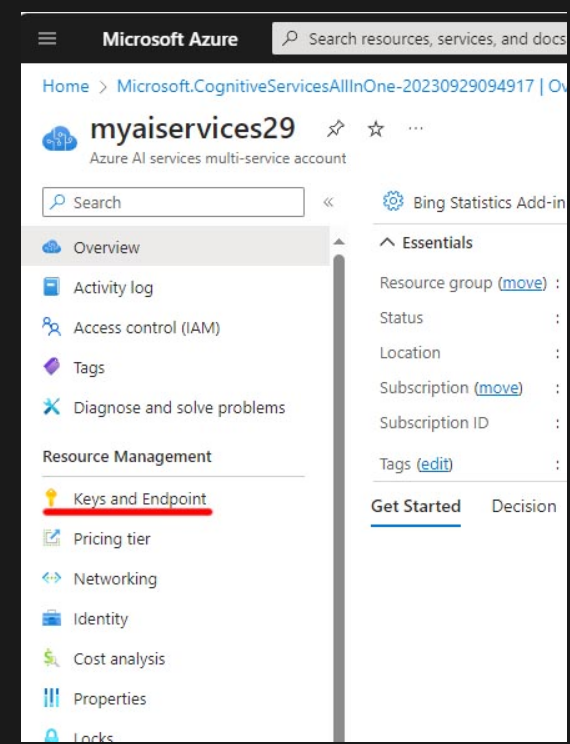 Microsoft Azure
Search resources, services, and docs
Home > Microsoft.CognitiveServicesAllInOne-20230929094917 | Ov
myaiservices29
Azure AI services multi-service account
Search
Bing Statistics Add-in
Overview
Essentials
Activity log
Resource group (move) :
Access control (IAM)
Status :
Location :
Tags
Subscription (move) :
Diagnose and solve problems
Subscription ID :
Resource Management
Tags (edit) :
Keys and Endpoint
Get Started Decision
Pricing tier
Networking
Identity
Cost analysis
Properties
Locks